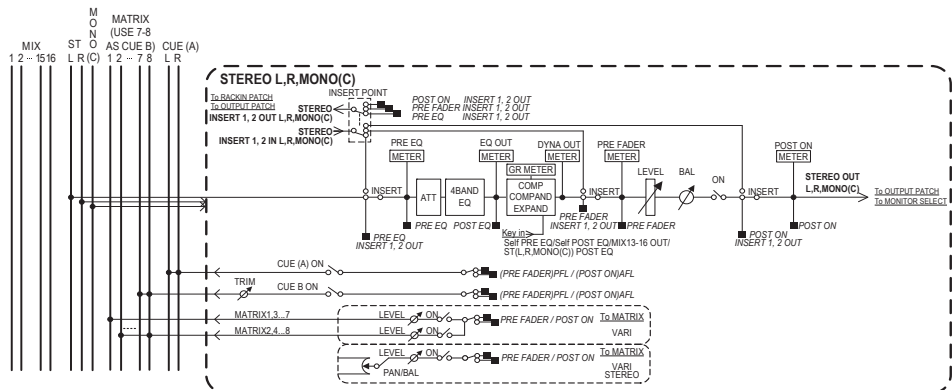 MIX
1 2 ··· 15 16
ST
L R
MONO
(C)
MATRIX
(USE 7-8
AS CUE B)
1 2 ··· 7 8
CUE (A)
L R
STEREO L,R,MONO(C)
To RACKIN PATCH
To OUTPUT PATCH
INSERT POINT
STEREO
INSERT 1, 2 OUT L,R,MONO(C)
STEREO
INSERT 1, 2 IN L,R,MONO(C)
POST ON INSERT 1, 2 OUT
PRE FADER INSERT 1, 2 OUT
PRE EQ INSERT 1, 2 OUT
PRE EQ
METER
EQ OUT
METER
DYNA OUT
METER
GR METER
PRE FADER
METER
LEVEL
BAL
ON
POST ON
METER
STEREO OUT
L,R,MONO(C)
To OUTPUT PATCH
To MONITOR SELECT
INSERT
ATT
4BAND
EQ
COMP
COMPAND
EXPAND
INSERT
INSERT
PRE EQ
INSERT 1, 2 OUT
PRE EQ
POST EQ
PRE FADER
INSERT 1, 2 OUT
PRE FADER
POST ON
INSERT 1, 2 OUT
POST ON
Key in
Self PRE EQ/Self POST EQ/MIX13-16 OUT/
ST(L,R,MONO(C)) POST EQ
CUE (A) ON
(PRE FADER)PFL / (POST ON)AFL
TRIM
CUE B ON
(PRE FADER)PFL / (POST ON)AFL
MATRIX1,3...7
LEVEL
ON
PRE FADER / POST ON
To MATRIX
MATRIX2,4...8
LEVEL
ON
VARI
LEVEL
ON
PRE FADER / POST ON
To MATRIX
PAN/BAL
VARI
STEREO